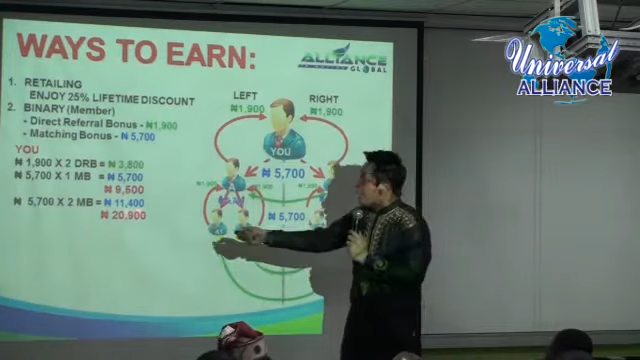 WAYS TO EARN:
ALLIANCE
IN MOTION GLOBAL
1. RETAILING
ENJOY 25% LIFETIME DISCOUNT
2. BINARY (Member)
- Direct Referral Bonus - ₦1,900
- Matching Bonus - ₦ 5,700
YOU
₦ 1,900 X 2 DRB = ₦ 3,800
₦ 5,700 X 1 MB = ₦ 5,700
₦ 9,500
₦ 5,700 X 2 MB = ₦ 11,400
₦ 20,900
LEFT RIGHT
₦1,900 ₦1,900
YOU
₦ 5,700
₦ 5,700
Universal
ALLIANCE